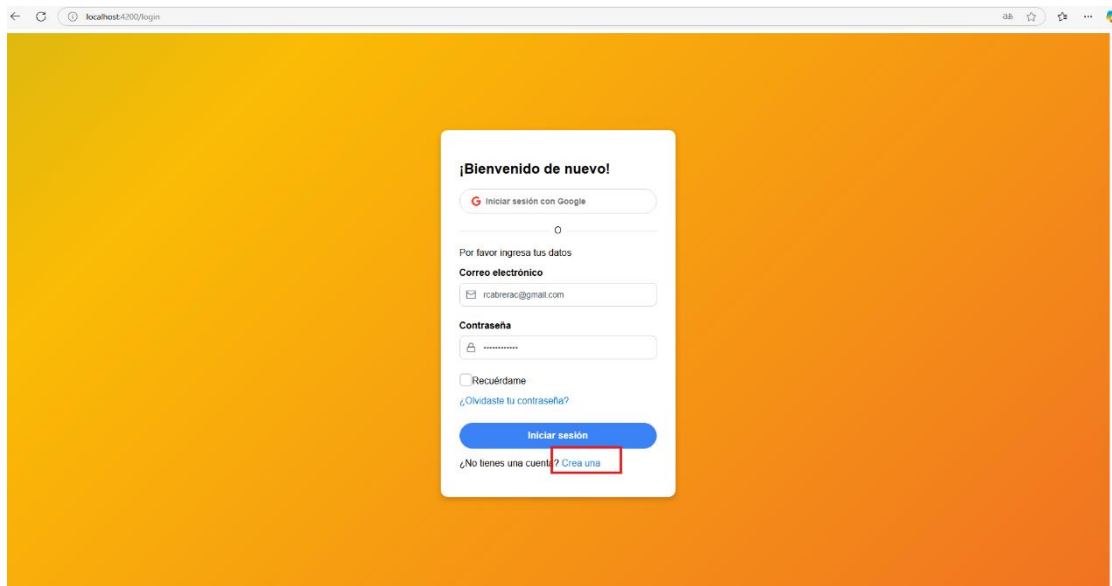 localhost:4200/login
¡Bienvenido de nuevo!
G Iniciar sesión con Google
O
Por favor ingresa tus datos
Correo electrónico
rcabrerac@gmail.com
Contraseña
••••••••••••
Recuérdame
¿Olvidaste tu contraseña?
Iniciar sesión
¿No tienes una cuenta? Crea una